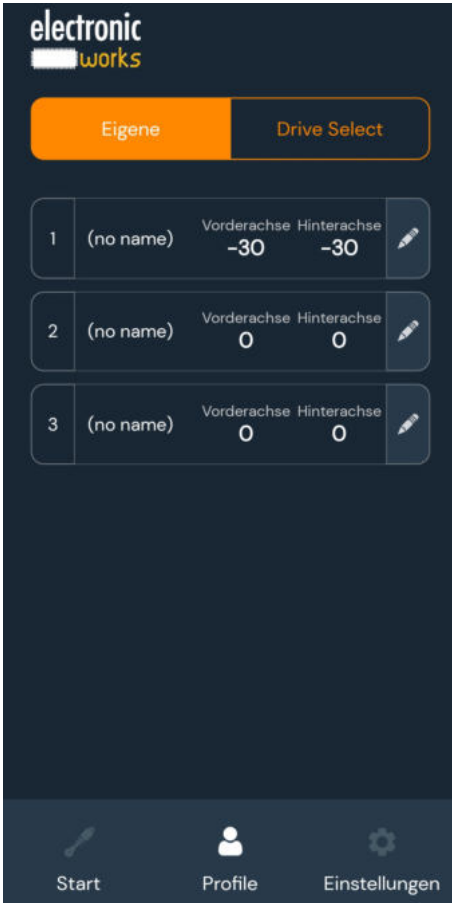 electronic
works
Eigene Drive Select
1 (no name) Vorderachse Hinterachse
-30 -30
2 (no name) Vorderachse Hinterachse
0 0
3 (no name) Vorderachse Hinterachse
0 0
Start Profile Einstellungen